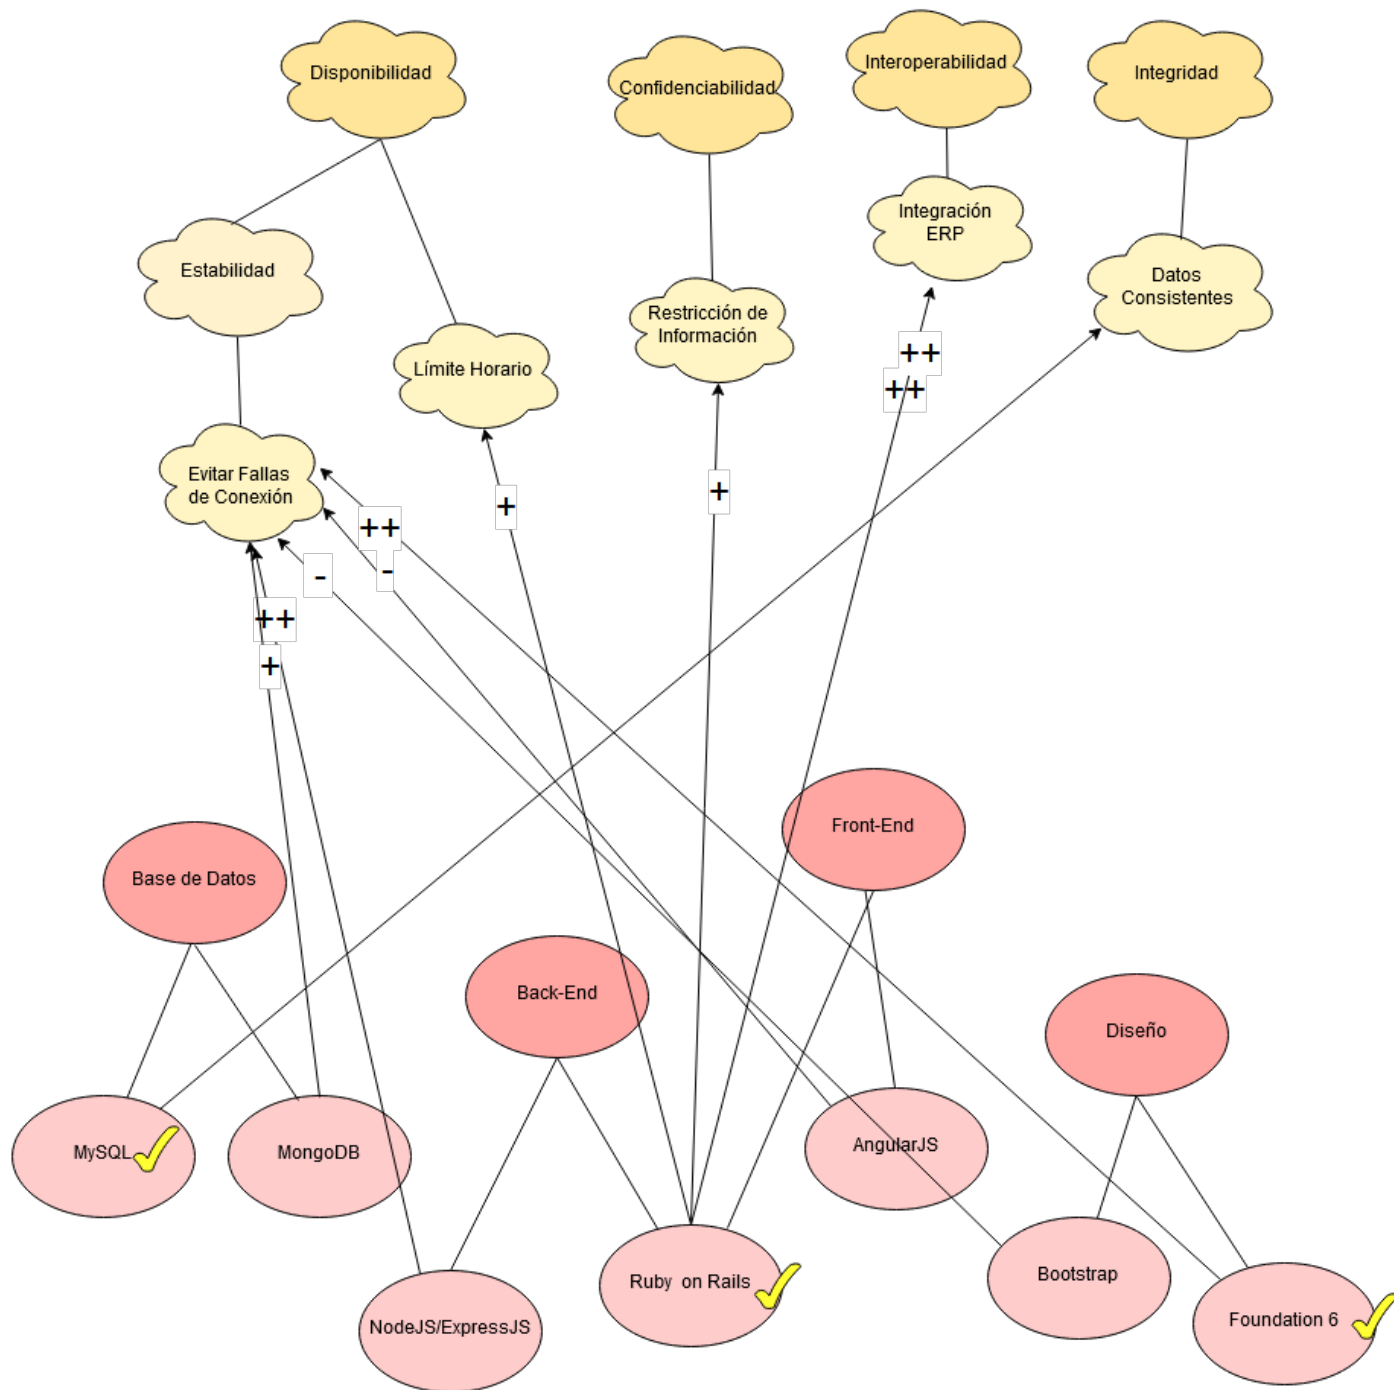 Disponibilidad
Confidenciabilidad
Interoperabilidad
Integridad
Integración
ERP
Estabilidad
Datos
Consistentes
Restricción de
Información
Límite Horario
++
++
Evitar Fallas
de Conexión
+
+
++
-
-
++
+
Front-End
Base de Datos
Back-End
Diseño
MySQL
MongoDB
AngularJS
Ruby on Rails
Bootstrap
NodeJS/ExpressJS
Foundation 6